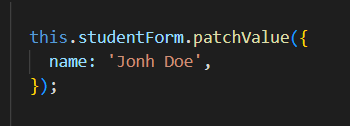 this.studentForm.patchValue({
  name: 'Jonh Doe',
});